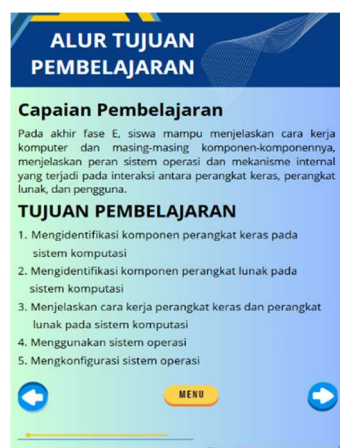 ALUR TUJUAN
PEMBELAJARAN
Capaian Pembelajaran
Pada akhir fase E, siswa mampu menjelaskan cara kerja
komputer dan masing-masing komponen-komponennya,
menjelaskan peran sistem operasi dan mekanisme internal
yang terjadi pada interaksi antara perangkat keras, perangkat
lunak, dan pengguna.
TUJUAN PEMBELAJARAN
1. Mengidentifikasi komponen perangkat keras pada
sistem komputasi
2. Mengidentifikasi komponen perangkat lunak pada
sistem komputasi
3. Menjelaskan cara kerja perangkat keras dan perangkat
lunak pada sistem komputasi
4. Menggunakan sistem operasi
5. Mengkonfigurasi sistem operasi
MENU